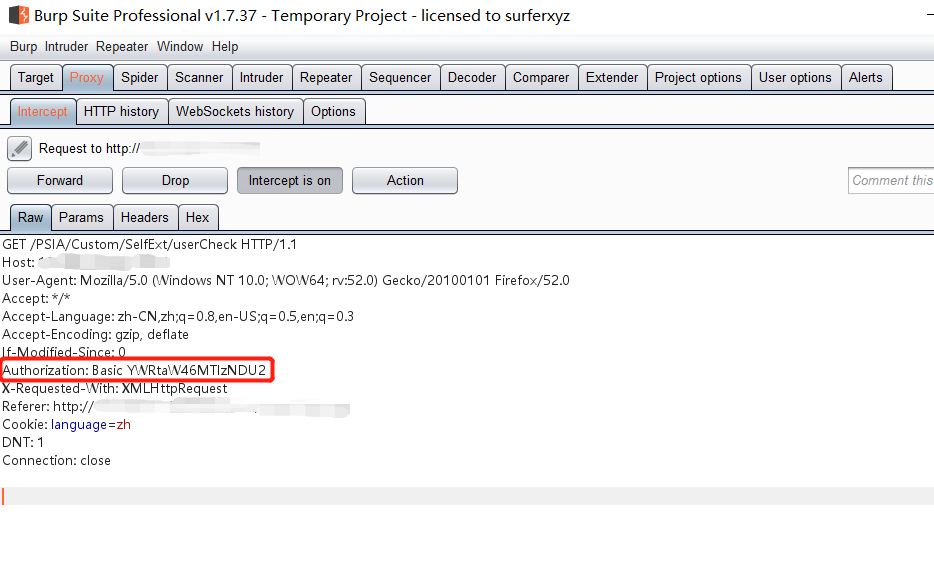 Burp Suite Professional v1.7.37 - Temporary Project - licensed to surferxyz
Burp Intruder Repeater Window Help
Target Proxy Spider Scanner Intruder Repeater Sequencer Decoder Comparer Extender Project options User options Alerts
Intercept HTTP history WebSockets history Options
Request to http://
Forward Drop Intercept is on Action Comment this
Raw Params Headers Hex
GET /PSIA/Custom/SelfExt/userCheck HTTP/1.1
Host:
User-Agent: Mozilla/5.0 (Windows NT 10.0; WOW64; rv:52.0) Gecko/20100101 Firefox/52.0
Accept: */*
Accept-Language: zh-CN,zh;q=0.8,en-US;q=0.5,en;q=0.3
Accept-Encoding: gzip, deflate
If-Modified-Since: 0
Authorization: Basic YWRtaW46MTIzNDU2
X-Requested-With: XMLHttpRequest
Referer: http://
Cookie: language=zh
DNT: 1
Connection: close